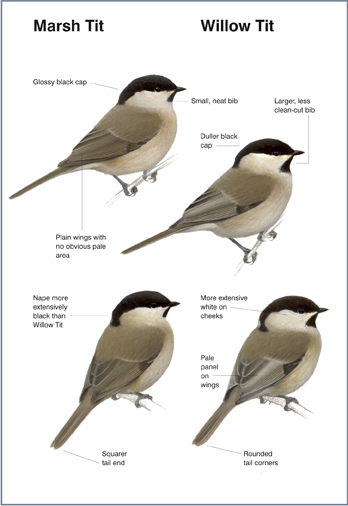 Marsh Tit
Willow Tit
Glossy black cap
Small, neat bib
Larger, less
clean-cut bib
Duller black
cap
Plain wings with
no obvious pale
area
Nape more
extensively
black than
Willow Tit
More extensive
white on
cheeks
Pale
panel
on
wings
Squarer
tail end
Rounded
tail corners